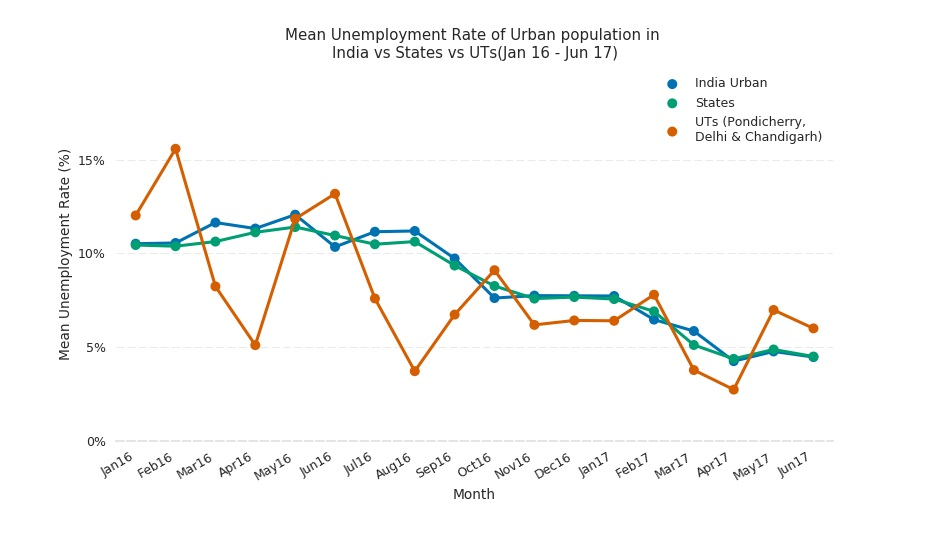 Mean Unemployment Rate of Urban population in
India vs States vs UTs(Jan 16 - Jun 17)
India Urban
States
UTs (Pondicherry,
Delhi & Chandigarh)
Mean Unemployment Rate (%)
15%
10%
5%
0%
Jan16 Feb16 Mar16 Apr16 May16 Jun16 Jul16 Aug16 Sep16 Oct16 Nov16 Dec16 Jan17 Feb17 Mar17 Apr17 May17 Jun17
Month